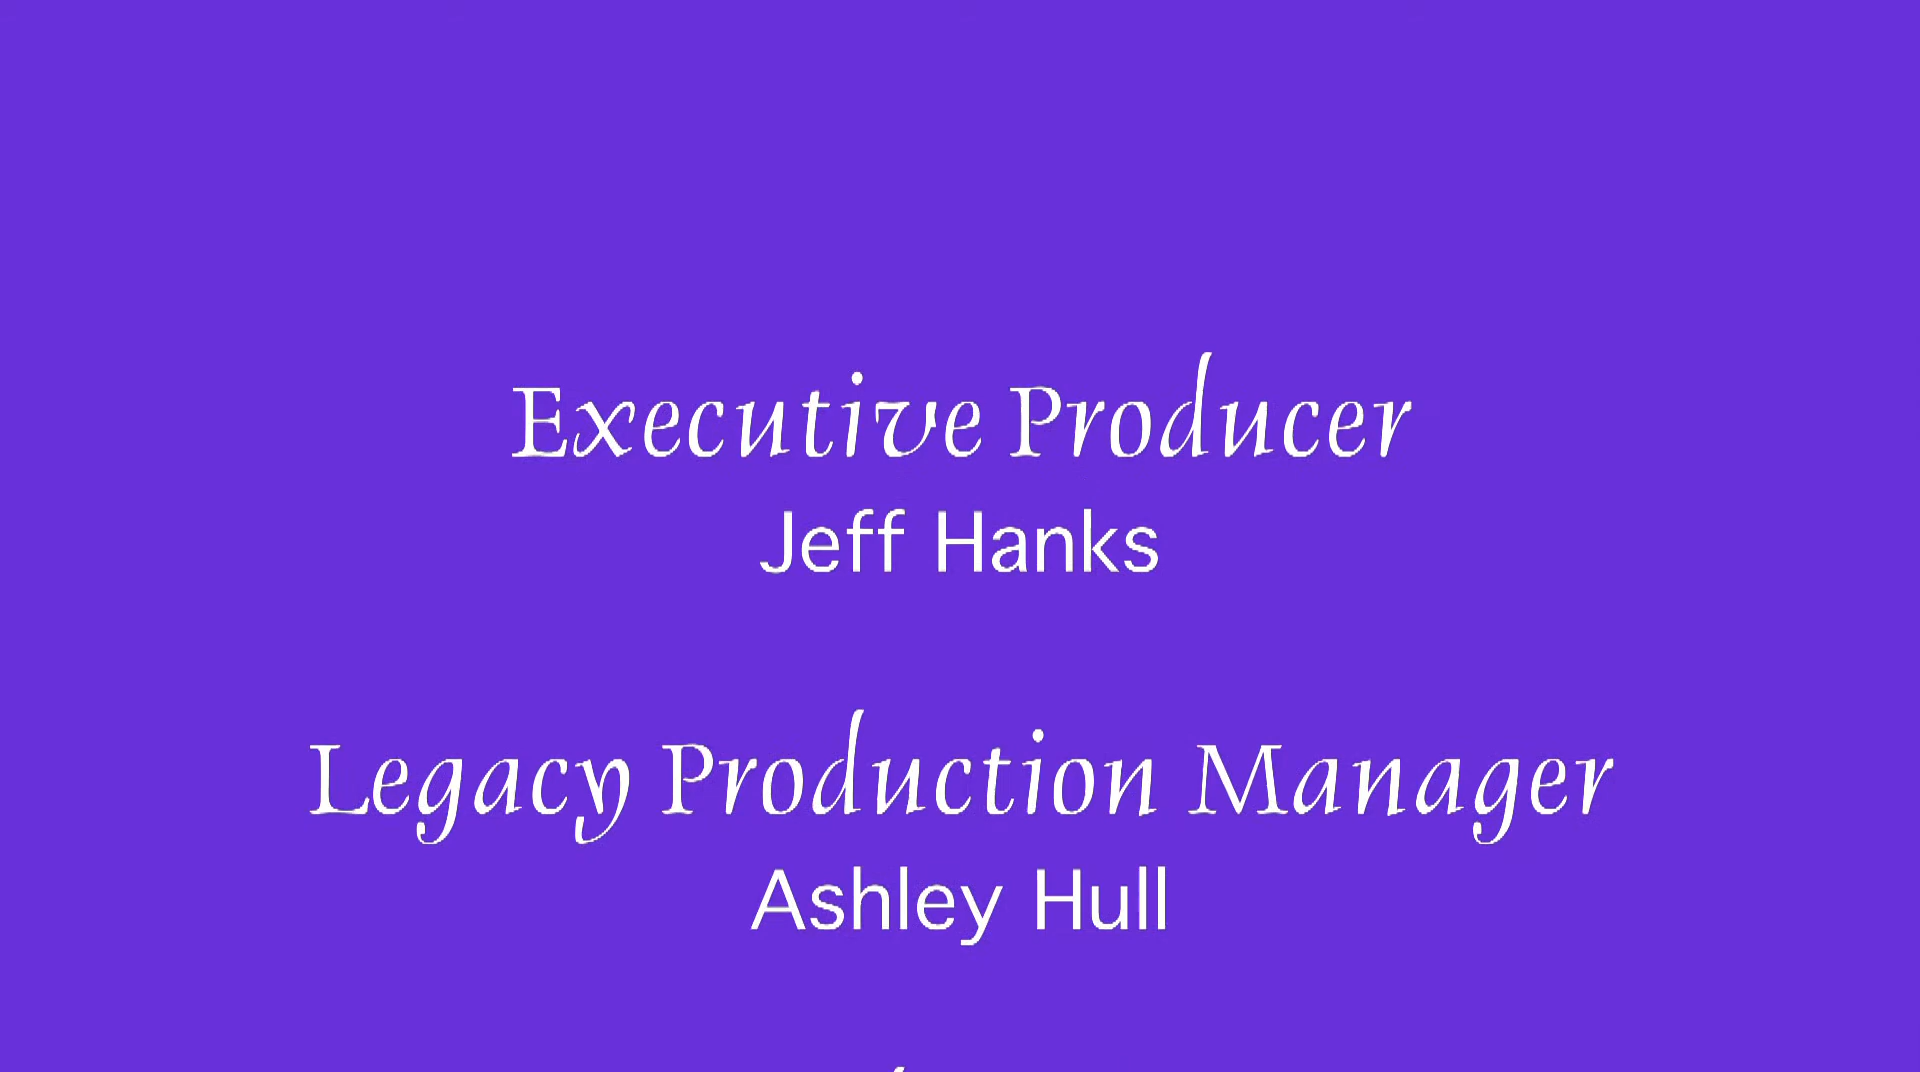 Executive Producer
Jeff Hanks
Legacy Production Manager
Ashley Hull